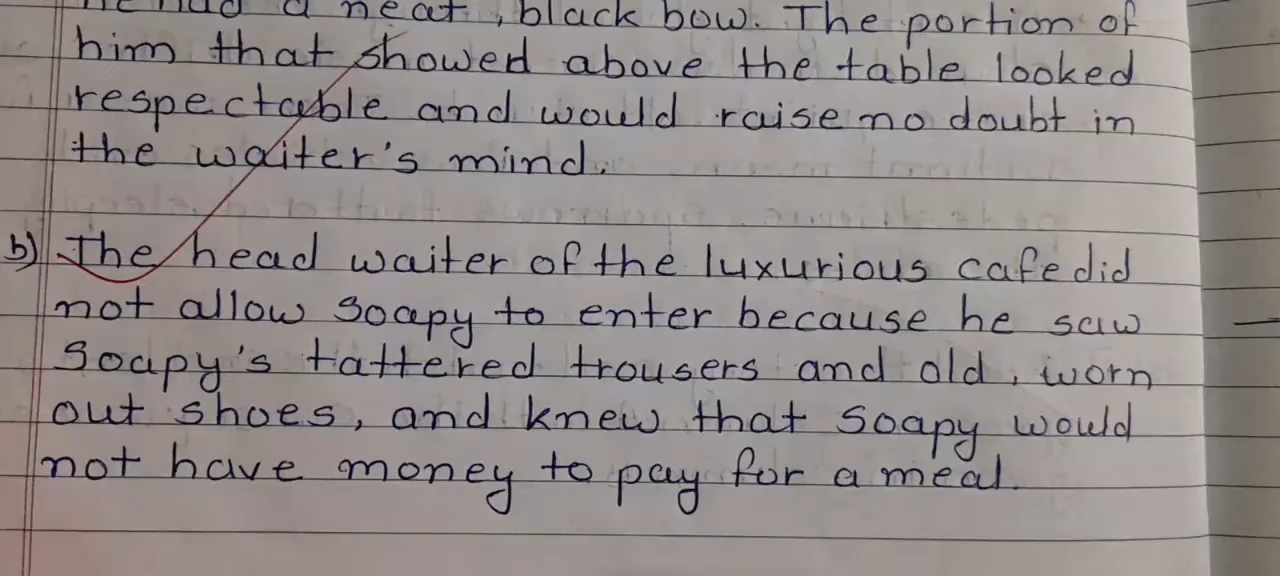 he had a neat, black bow. The portion of
him that showed above the table looked
respectable and would raise no doubt in
the waiter's mind.
b) The head waiter of the luxurious cafe did
not allow Soapy to enter because he saw
Soapy's tattered trousers and old, worn
out shoes, and knew that Soapy would
not have money to pay for a meal.